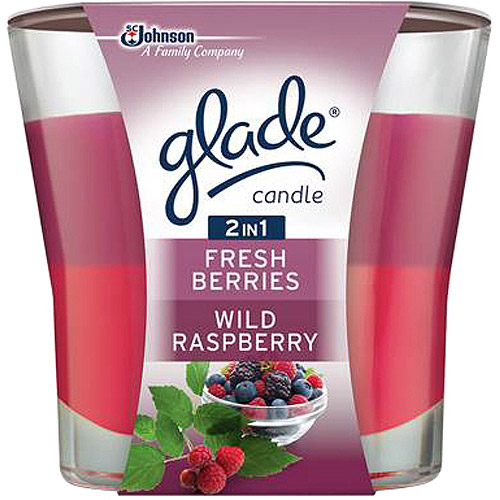 SC Johnson
A Family Company
glade®
candle
2 IN 1
FRESH
BERRIES
WILD
RASPBERRY